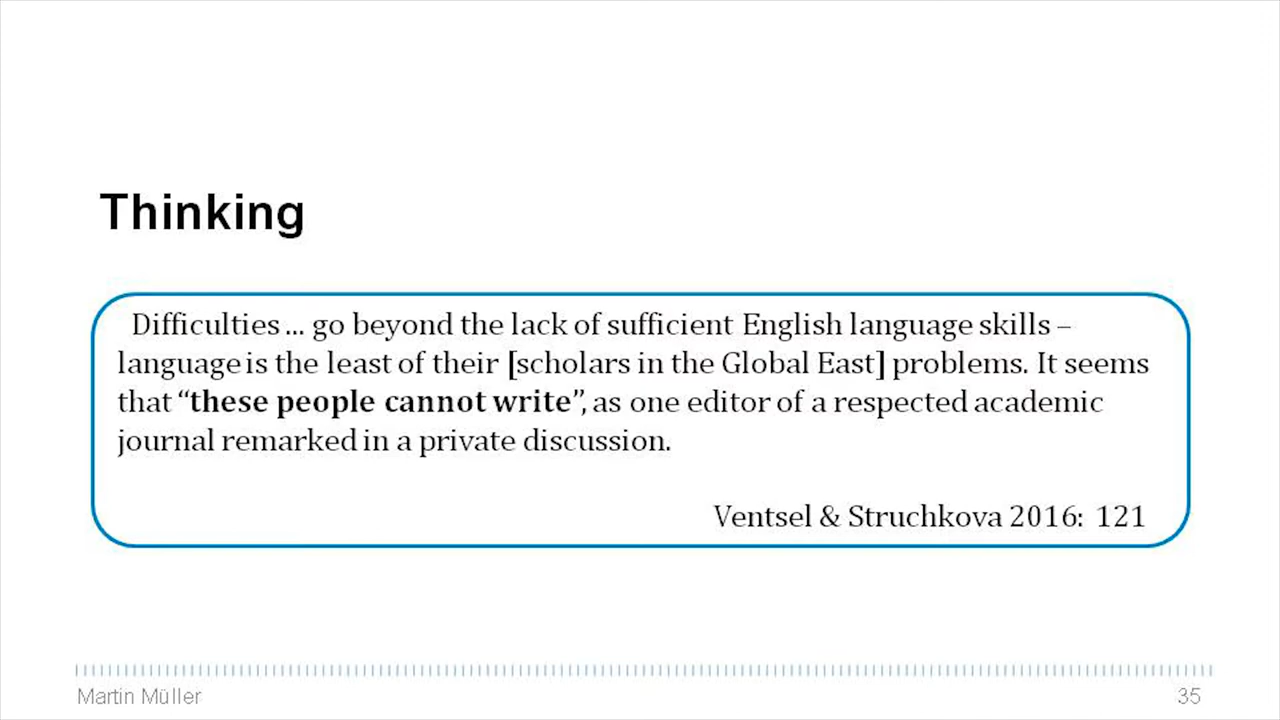 Thinking
Difficulties ... go beyond the lack of sufficient English language skills –
language is the least of their [scholars in the Global East] problems. It seems
that “these people cannot write”, as one editor of a respected academic
journal remarked in a private discussion.
Ventsel & Struchkova 2016: 121
Martin Müller
35